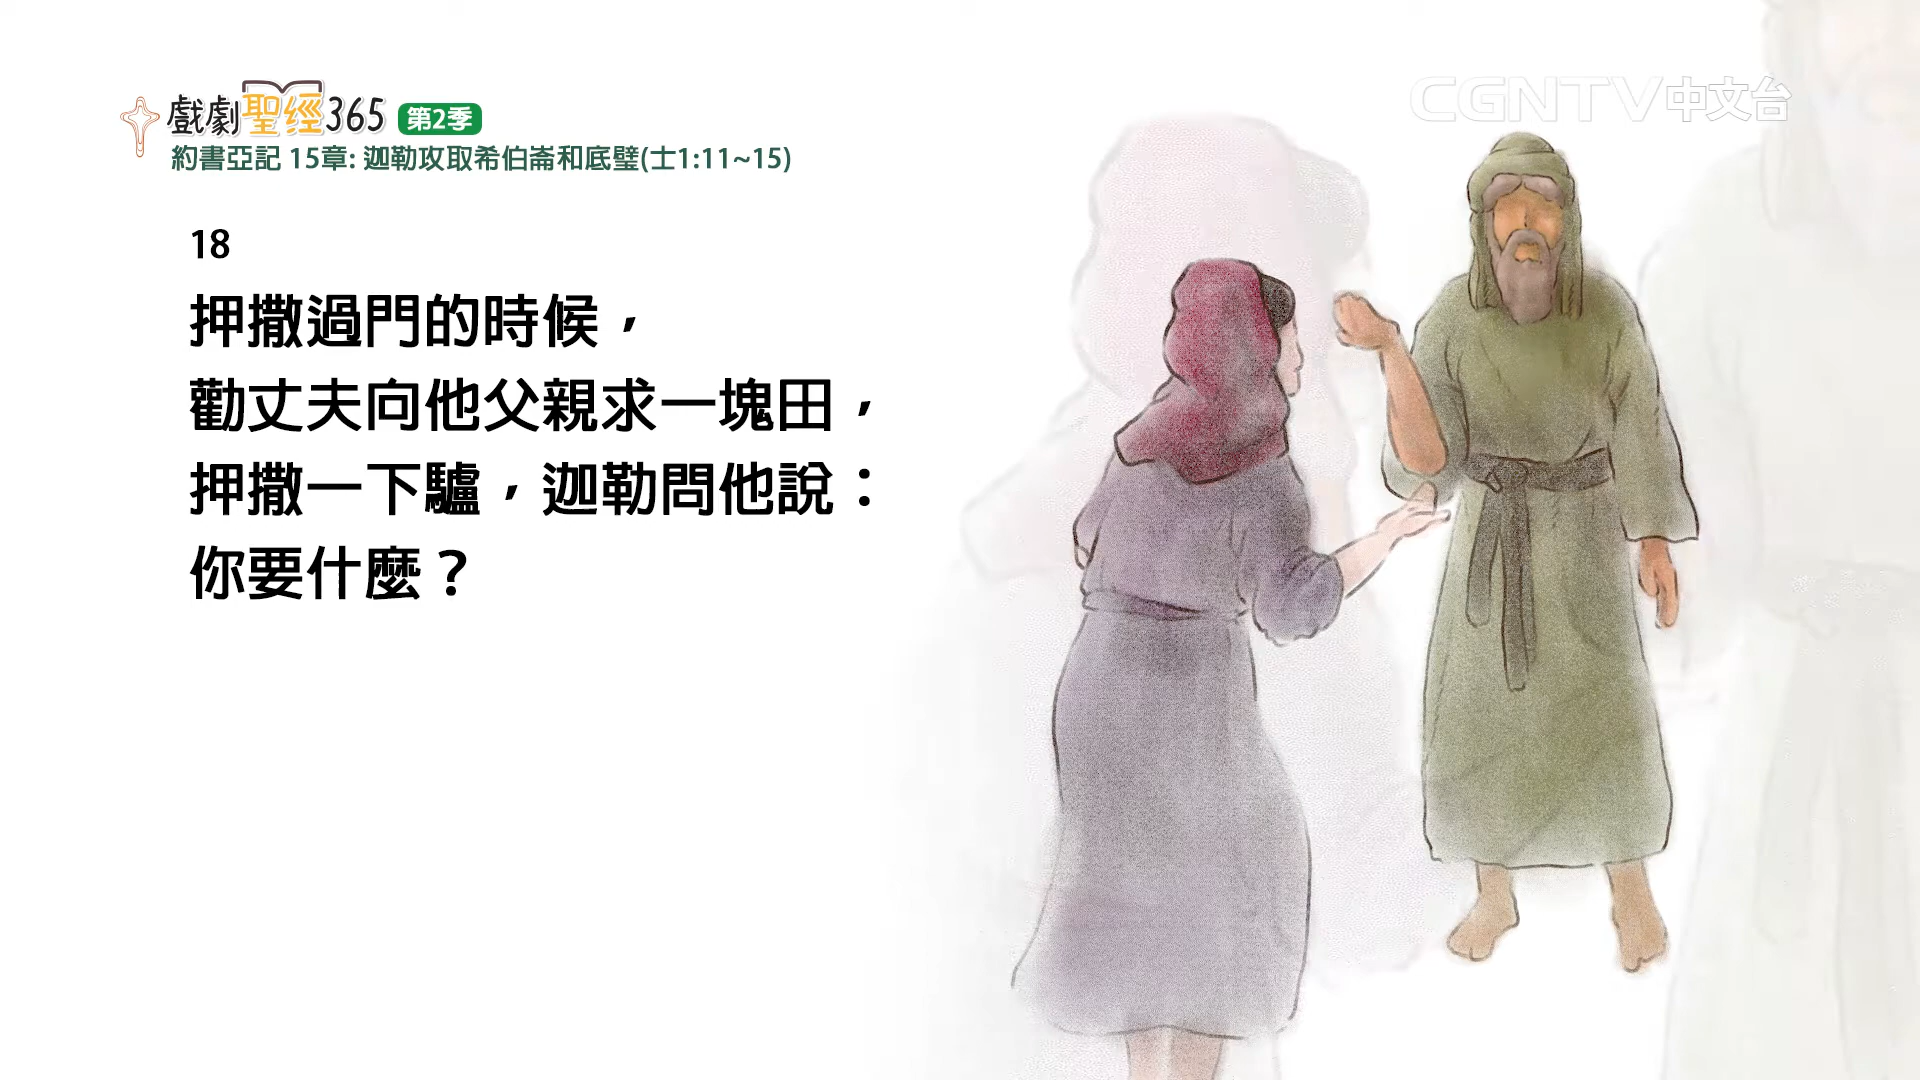 戲劇聖經365 第2季
CGNTV中文台
約書亞記 15章: 迦勒攻取希伯崙和底璧(士1:11~15)
18
押撒過門的時候，
勸丈夫向他父親求一塊田，
押撒一下驢，迦勒問他說：
你要什麼？